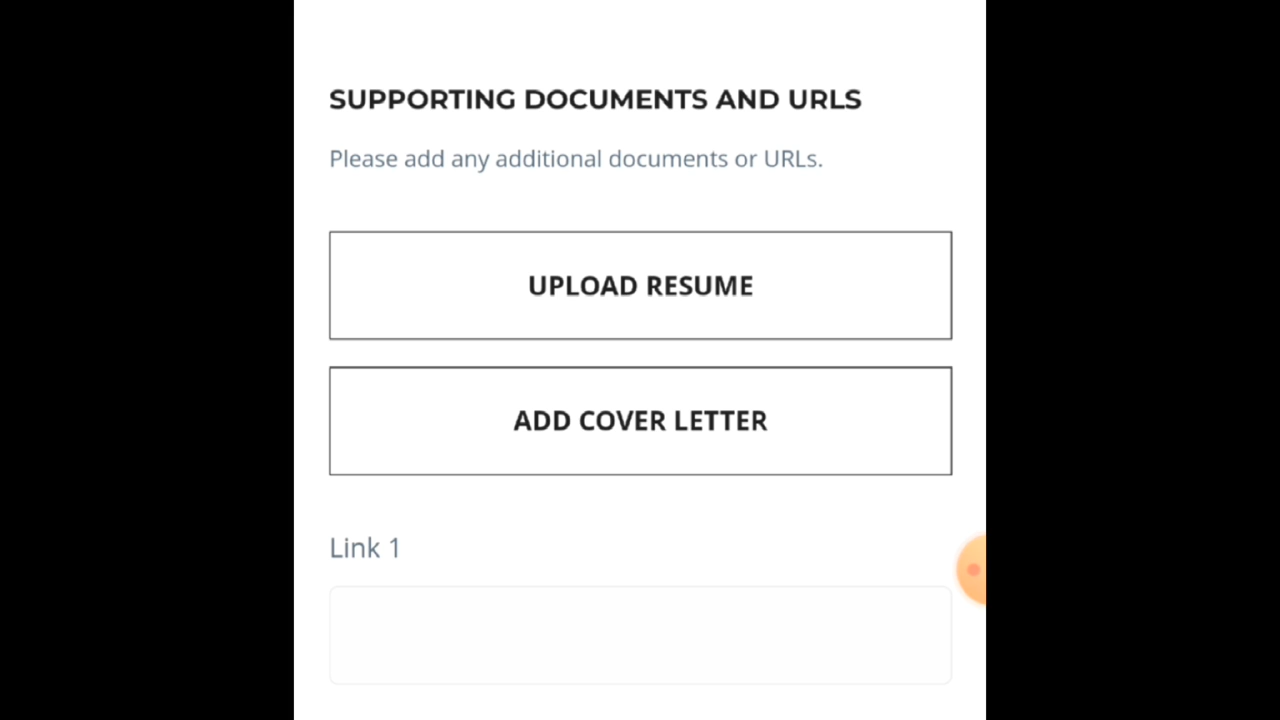 SUPPORTING DOCUMENTS AND URLS
Please add any additional documents or URLs.
UPLOAD RESUME
ADD COVER LETTER
Link 1